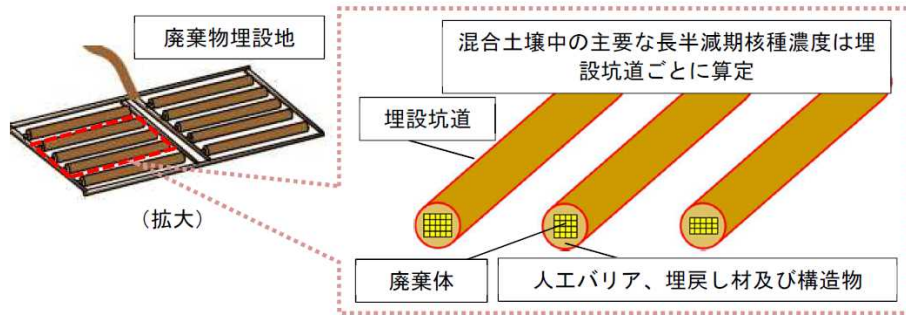 廃棄物埋設地
(拡大)
混合土壌中の主要な長半減期核種濃度は埋
設坑道ごとに算定
埋設坑道
廃棄体
人工バリア、埋戻し材及び構造物